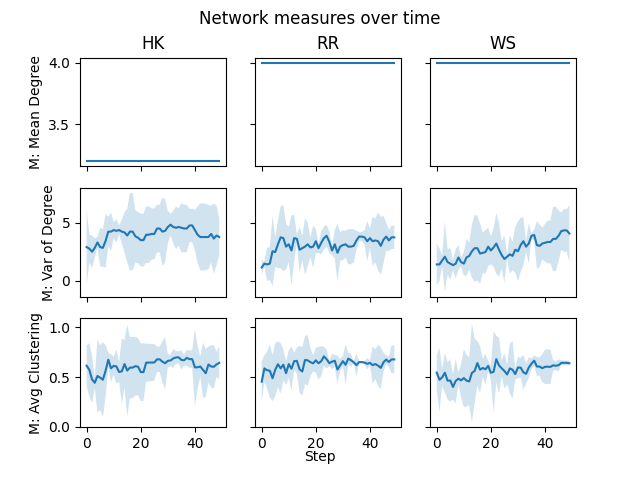 Network measures over time
HK RR WS
M: Mean Degree
4.0
3.5
M: Var of Degree
5
0
M: Avg Clustering
1.0
0.5
0.0
0 20 40 0 20 40 0 20 40
Step